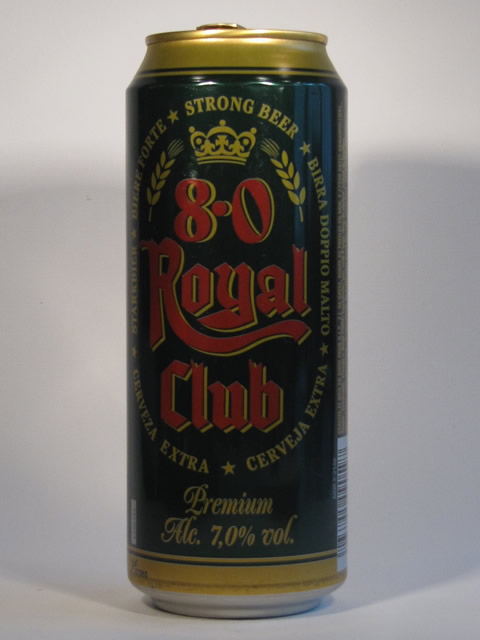 STARKBIER ★ BIERE FORTE ★ STRONG BEER ★ BIRRA DOPPIO MALTO ★
8·0
Royal
Club
CERVEZA EXTRA ★ CERVEJA EXTRA
Premium
Alc. 7,0% vol.